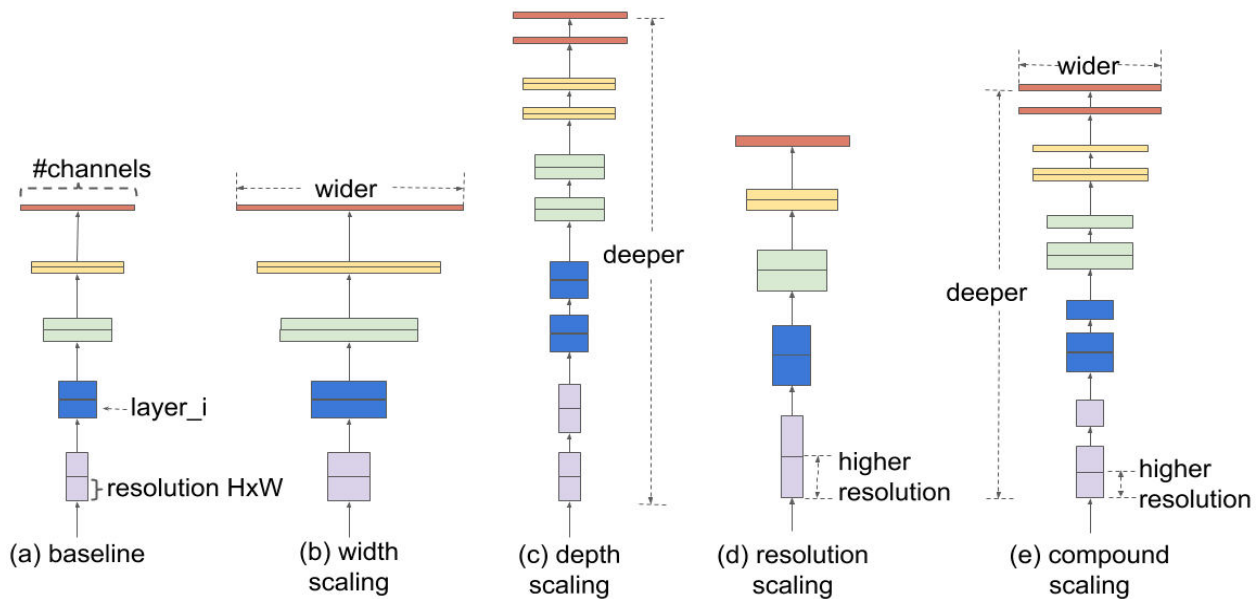 #channels
layer_i
resolution HxW
(a) baseline
wider
(b) width
scaling
deeper
(c) depth
scaling
higher
resolution
(d) resolution
scaling
wider
deeper
higher
resolution
(e) compound
scaling